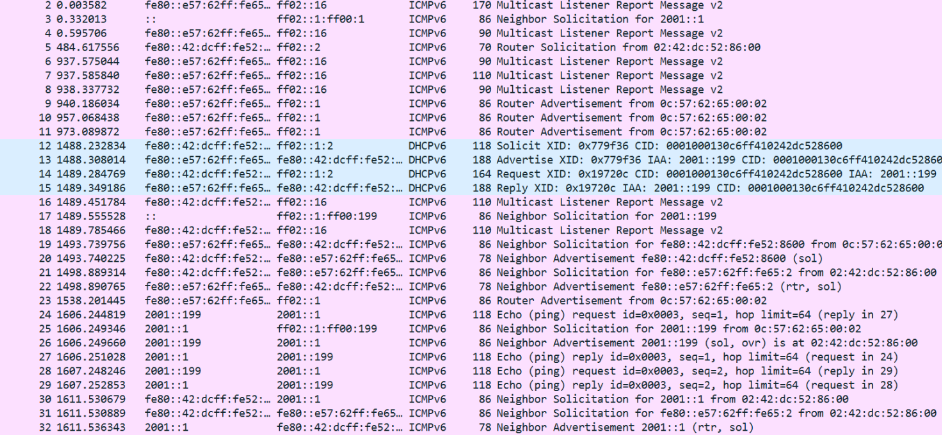 2 0.003582 fe80::e57:62ff:fe65… ff02::16 ICMPv6 170 Multicast Listener Report Message v2
3 0.332013 :: ff02::1:ff00:1 ICMPv6 86 Neighbor Solicitation for 2001::1
4 0.595706 fe80::e57:62ff:fe65… ff02::16 ICMPv6 90 Multicast Listener Report Message v2
5 484.617556 fe80::42:dcff:fe52:… ff02::2 ICMPv6 70 Router Solicitation from 02:42:dc:52:86:00
6 937.575044 fe80::e57:62ff:fe65… ff02::16 ICMPv6 90 Multicast Listener Report Message v2
7 937.585840 fe80::e57:62ff:fe65… ff02::16 ICMPv6 110 Multicast Listener Report Message v2
8 938.337732 fe80::e57:62ff:fe65… ff02::16 ICMPv6 90 Multicast Listener Report Message v2
9 940.186034 fe80::e57:62ff:fe65… ff02::1 ICMPv6 86 Router Advertisement from 0c:57:62:65:00:02
10 957.068438 fe80::e57:62ff:fe65… ff02::1 ICMPv6 86 Router Advertisement from 0c:57:62:65:00:02
11 973.089872 fe80::e57:62ff:fe65… ff02::1 ICMPv6 86 Router Advertisement from 0c:57:62:65:00:02
12 1488.232834 fe80::42:dcff:fe52:… ff02::1:2 DHCPv6 118 Solicit XID: 0x779f36 CID: 0001000130c6ff410242dc528600
13 1488.308014 fe80::e57:62ff:fe65… fe80::42:dcff:fe52:… DHCPv6 188 Advertise XID: 0x779f36 IAA: 2001::199 CID: 0001000130c6ff410242dc528600
14 1489.284769 fe80::42:dcff:fe52:… ff02::1:2 DHCPv6 164 Request XID: 0x19720c CID: 0001000130c6ff410242dc528600 IAA: 2001::199
15 1489.349186 fe80::e57:62ff:fe65… fe80::42:dcff:fe52:… DHCPv6 188 Reply XID: 0x19720c IAA: 2001::199 CID: 0001000130c6ff410242dc528600
16 1489.451784 fe80::42:dcff:fe52:… ff02::16 ICMPv6 110 Multicast Listener Report Message v2
17 1489.555528 :: ff02::1:ff00:199 ICMPv6 86 Neighbor Solicitation for 2001::199
18 1489.785466 fe80::42:dcff:fe52:… ff02::16 ICMPv6 110 Multicast Listener Report Message v2
19 1493.739756 fe80::e57:62ff:fe65… fe80::42:dcff:fe52:… ICMPv6 86 Neighbor Solicitation for fe80::42:dcff:fe52:8600 from 0c:57:62:65:00:0
20 1493.740225 fe80::42:dcff:fe52:… fe80::e57:62ff:fe65… ICMPv6 78 Neighbor Advertisement fe80::42:dcff:fe52:8600 (sol)
21 1498.889314 fe80::42:dcff:fe52:… fe80::e57:62ff:fe65… ICMPv6 86 Neighbor Solicitation for fe80::e57:62ff:fe65:2 from 02:42:dc:52:86:00
22 1498.890765 fe80::e57:62ff:fe65… fe80::42:dcff:fe52:… ICMPv6 78 Neighbor Advertisement fe80::e57:62ff:fe65:2 (rtr, sol)
23 1538.201445 fe80::e57:62ff:fe65… ff02::1 ICMPv6 86 Router Advertisement from 0c:57:62:65:00:02
24 1606.244819 2001::199 2001::1 ICMPv6 118 Echo (ping) request id=0x0003, seq=1, hop limit=64 (reply in 27)
25 1606.249346 2001::1 ff02::1:ff00:199 ICMPv6 86 Neighbor Solicitation for 2001::199 from 0c:57:62:65:00:02
26 1606.249660 2001::199 2001::1 ICMPv6 86 Neighbor Advertisement 2001::199 (sol, ovr) is at 02:42:dc:52:86:00
27 1606.251028 2001::1 2001::199 ICMPv6 118 Echo (ping) reply id=0x0003, seq=1, hop limit=64 (request in 24)
28 1607.248246 2001::199 2001::1 ICMPv6 118 Echo (ping) request id=0x0003, seq=2, hop limit=64 (reply in 29)
29 1607.252853 2001::1 2001::199 ICMPv6 118 Echo (ping) reply id=0x0003, seq=2, hop limit=64 (request in 28)
30 1611.530679 fe80::42:dcff:fe52:… 2001::1 ICMPv6 86 Neighbor Solicitation for 2001::1 from 02:42:dc:52:86:00
31 1611.530889 fe80::42:dcff:fe52:… fe80::e57:62ff:fe65… ICMPv6 86 Neighbor Solicitation for fe80::e57:62ff:fe65:2 from 02:42:dc:52:86:00
32 1611.536343 2001::1 fe80::42:dcff:fe52:… ICMPv6 78 Neighbor Advertisement 2001::1 (rtr, sol)